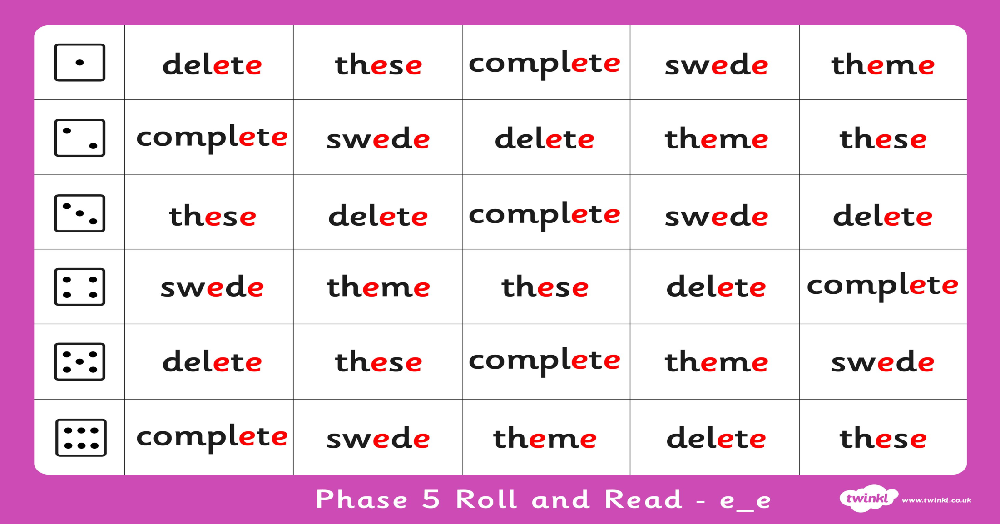 delete these complete swede theme
complete swede delete theme these
these delete complete swede delete
swede theme these delete complete
delete these complete theme swede
complete swede theme delete these
Phase 5 Roll and Read - e_e
twinkl www.twinkl.co.uk